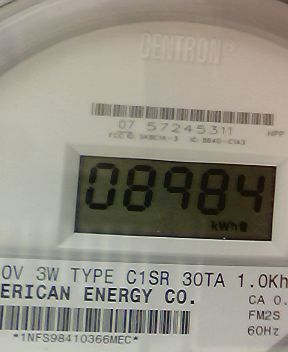 CENTRON®
07 57245311
HPP
08984
kWh
0V 3W TYPE C1SR 30TA 1.0Kh
ERICAN ENERGY CO.
CA 0.
FM2S
60Hz
*1NFS98410366MEC*